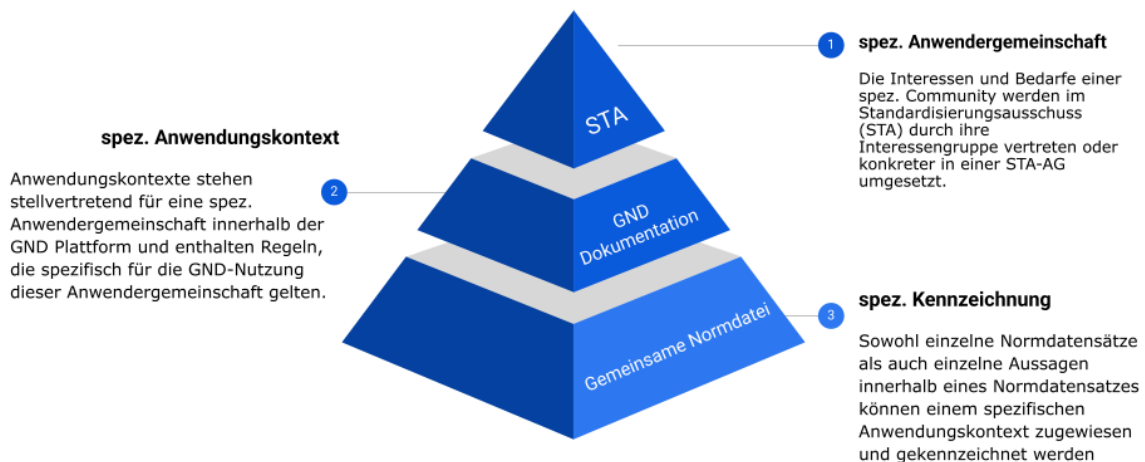 1
spez. Anwendergemeinschaft
Die Interessen und Bedarfe einer
spez. Community werden im
Standardisierungsausschuss
(STA) durch ihre
Interessengruppe vertreten oder
konkreter in einer STA-AG
umgesetzt.
STA
spez. Anwendungskontext
2
Anwendungskontexte stehen
stellvertretend für eine spez.
Anwendergemeinschaft innerhalb der
GND Plattform und enthalten Regeln,
die spezifisch für die GND-Nutzung
dieser Anwendergemeinschaft gelten.
GND
Dokumentation
3
spez. Kennzeichnung
Sowohl einzelne Normdatensätze
als auch einzelne Aussagen
innerhalb eines Normdatensatzes
können einem spezifischen
Anwendungskontext zugewiesen
und gekennzeichnet werden
Gemeinsame Normdatei